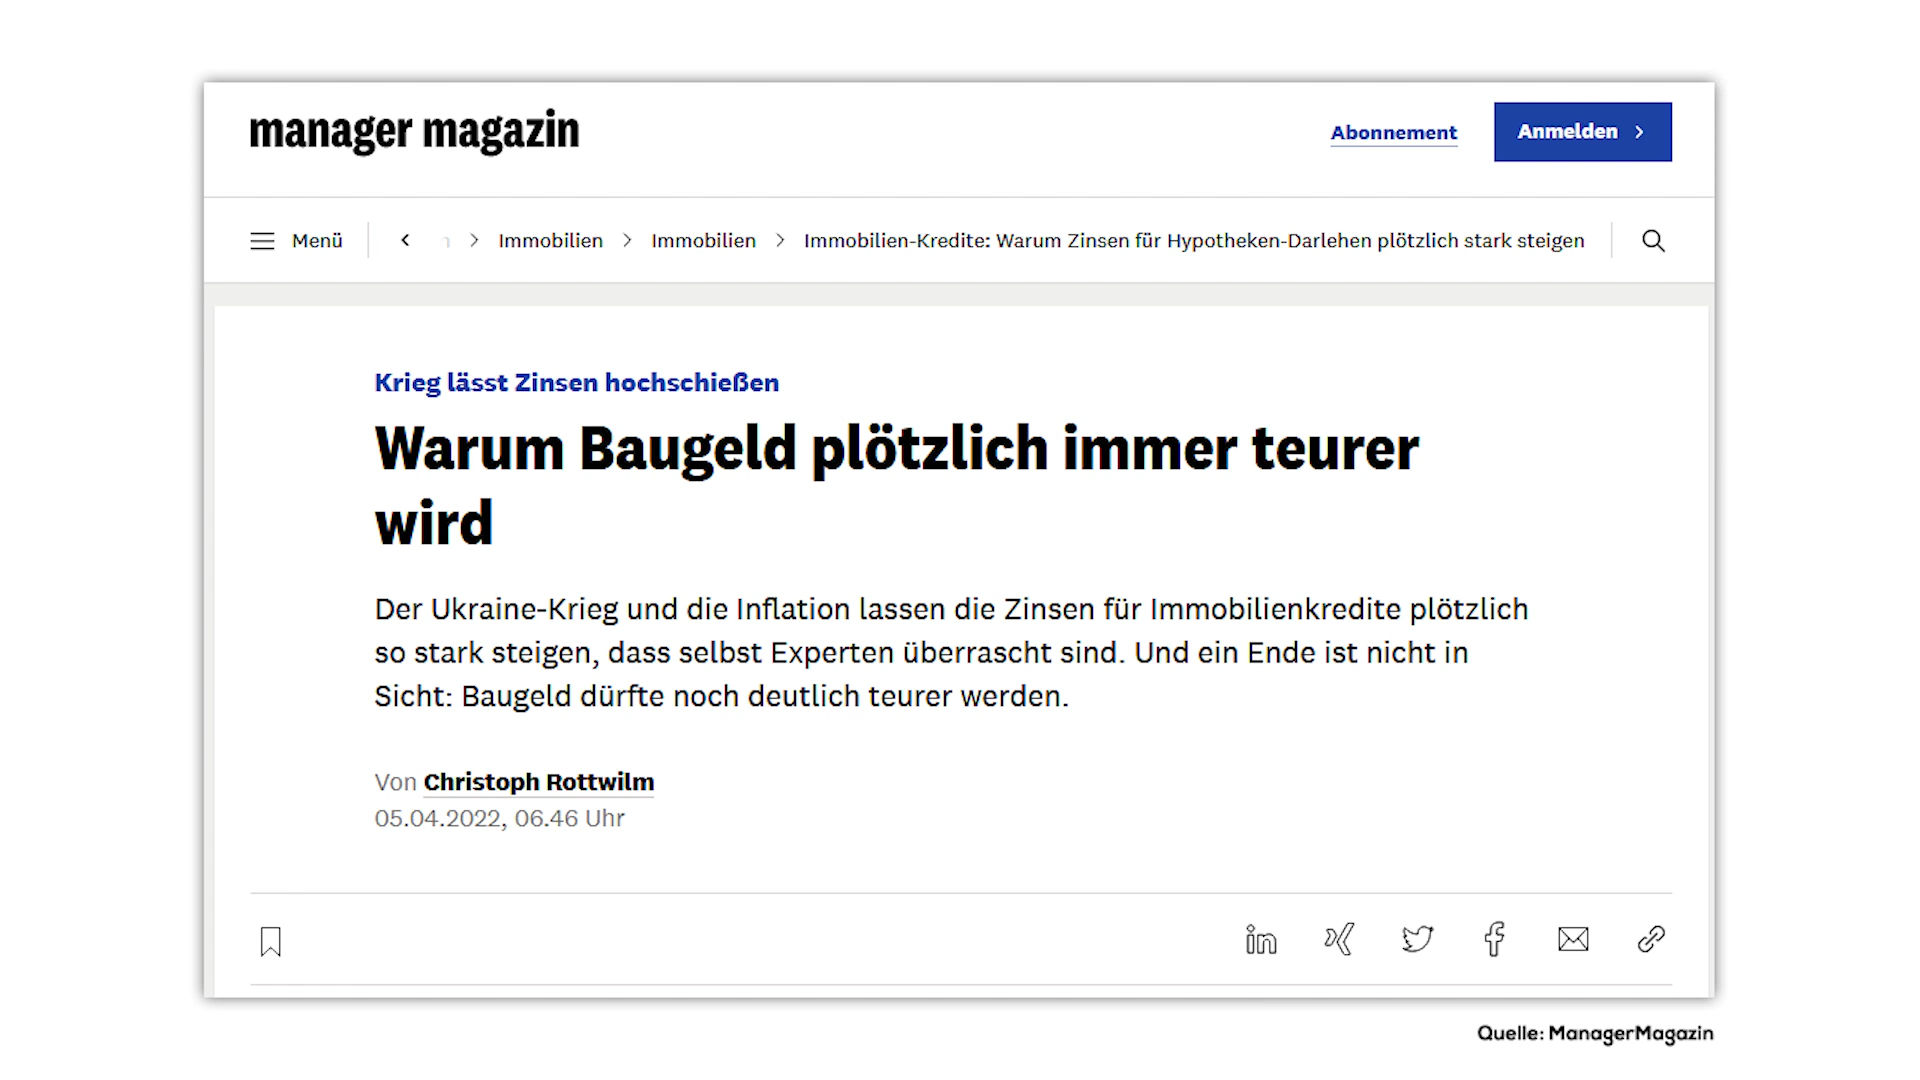 manager magazin
Abonnement
Anmelden
Menü
Immobilien
Immobilien
Immobilien-Kredite: Warum Zinsen für Hypotheken-Darlehen plötzlich stark steigen
Krieg lässt Zinsen hochschießen
Warum Baugeld plötzlich immer teurer
wird
Der Ukraine-Krieg und die Inflation lassen die Zinsen für Immobilienkredite plötzlich
so stark steigen, dass selbst Experten überrascht sind. Und ein Ende ist nicht in
Sicht: Baugeld dürfte noch deutlich teurer werden.
Von Christoph Rottwilm
05.04.2022, 06.46 Uhr
in
Quelle: ManagerMagazin